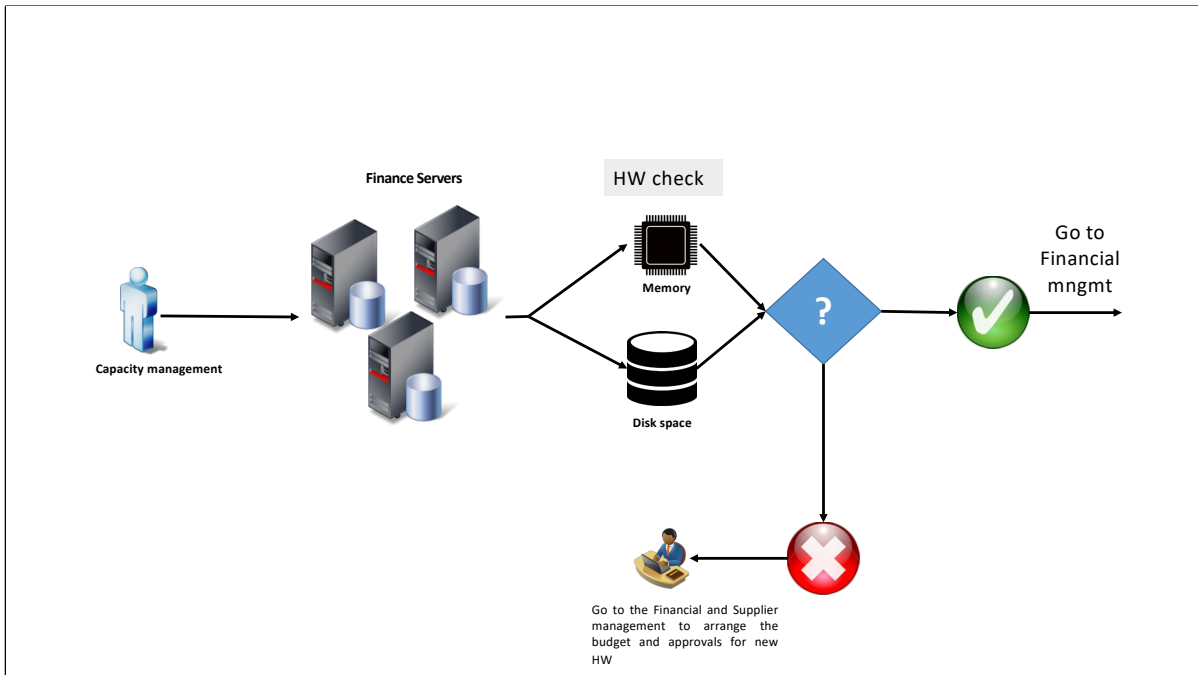 Finance Servers
HW check
Go to
Financial
mngmt
Memory
?
Capacity management
Disk space
Go to the Financial and Supplier
management to arrange the
budget and approvals for new
HW